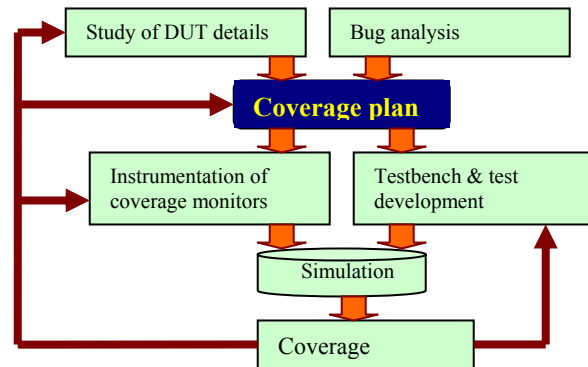 Study of DUT details
Bug analysis
Coverage plan
Instrumentation of
coverage monitors
Testbench & test
development
Simulation
Coverage